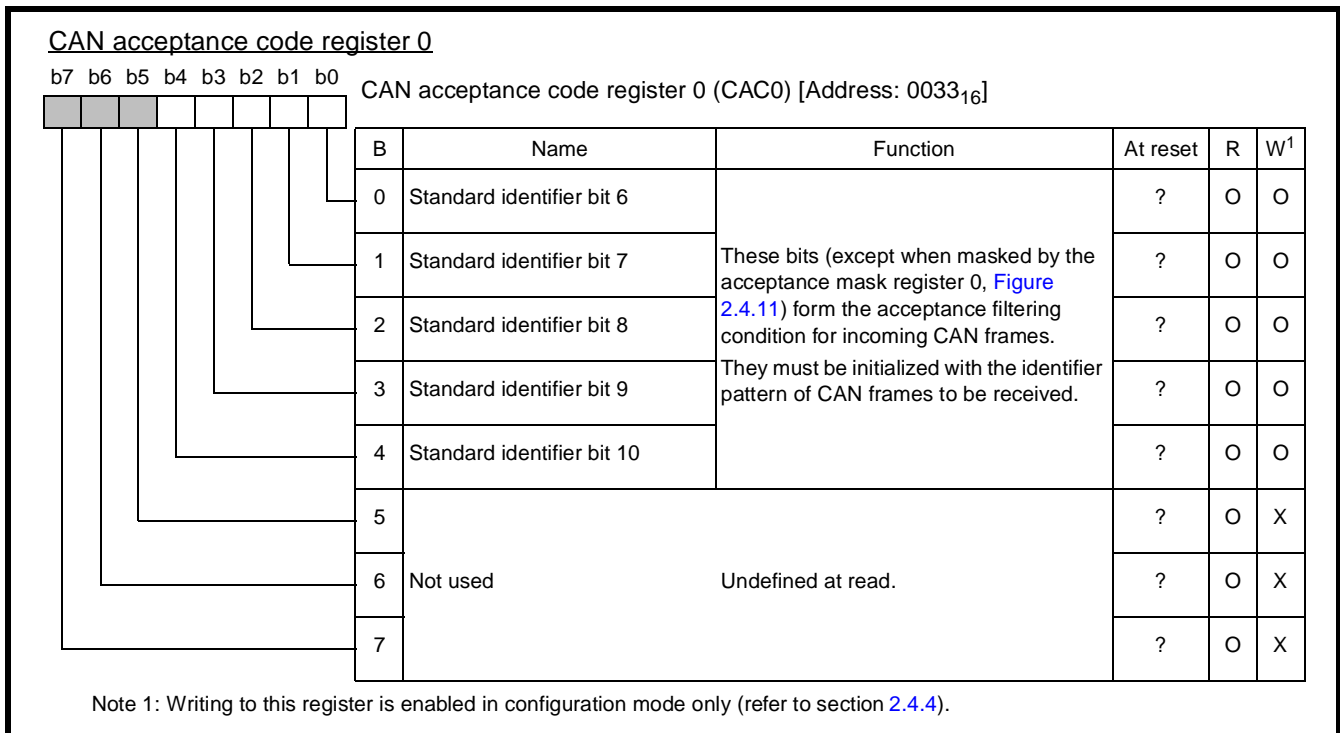 CAN acceptance code register 0
b7 b6 b5 b4 b3 b2 b1 b0
CAN acceptance code register 0 (CAC0) [Address: 0033₁₆]
B Name Function At reset R W¹
0 Standard identifier bit 6 ? O O
1 Standard identifier bit 7 ? O O
2 Standard identifier bit 8 ? O O
3 Standard identifier bit 9 ? O O
4 Standard identifier bit 10 ? O O
These bits (except when masked by the
acceptance mask register 0, Figure
2.4.11) form the acceptance filtering
condition for incoming CAN frames.
They must be initialized with the identifier
pattern of CAN frames to be received.
5 ? O X
6 Not used Undefined at read. ? O X
7 ? O X
Note 1: Writing to this register is enabled in configuration mode only (refer to section 2.4.4).